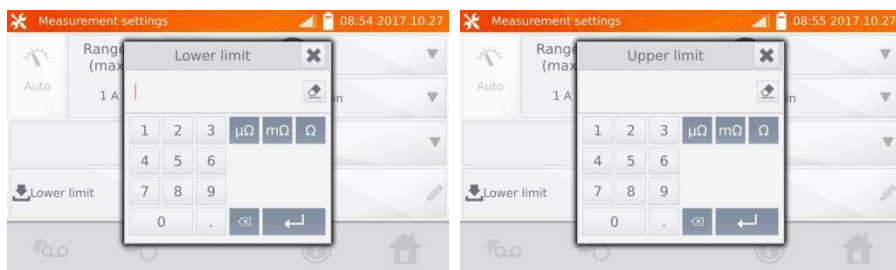 Measurement settings
08:54 2017.10.27
Range
(max
Auto
1 A
in
Lower limit
1 2 3 µΩ mΩ Ω
4 5 6
7 8 9
0 .
Lower limit
Measurement settings
08:55 2017.10.27
Range
(max
Auto
1 A
in
Upper limit
1 2 3 µΩ mΩ Ω
4 5 6
7 8 9
0 .
Lower limit